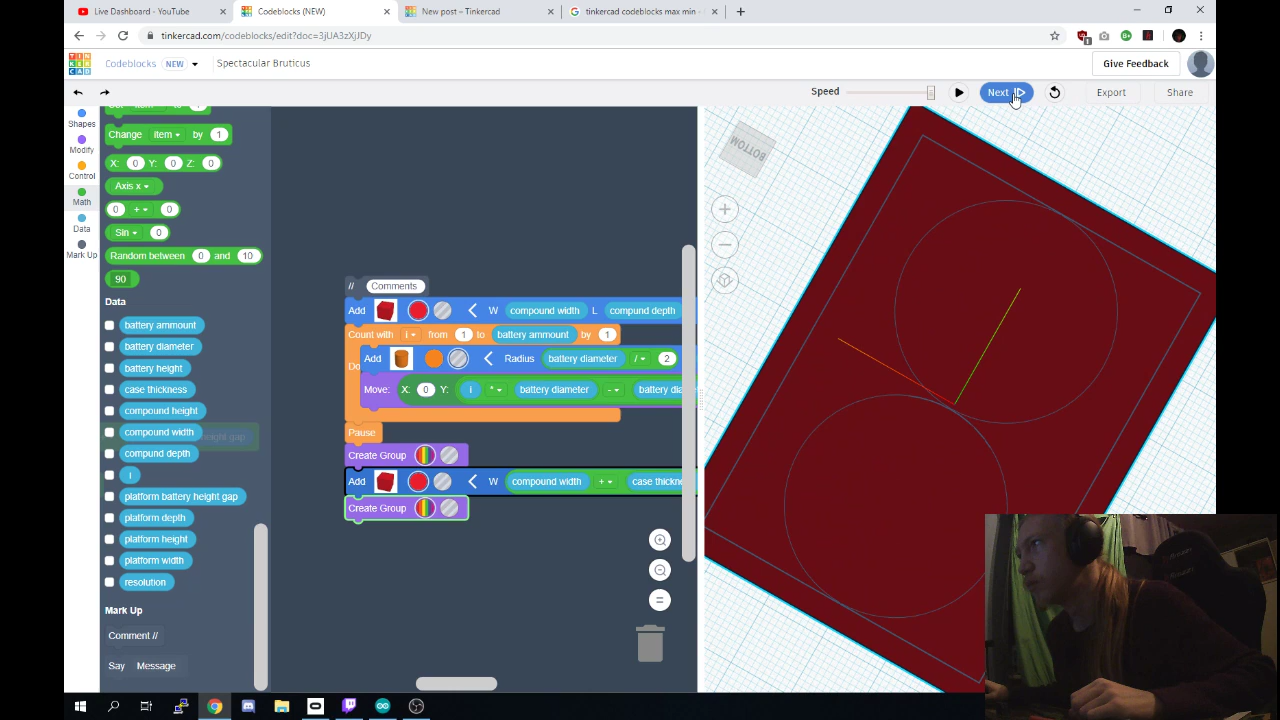 Live Dashboard - YouTube
Codeblocks (NEW)
New post – Tinkercad
tinkercad codeblocks max min -
tinkercad.com/codeblocks/edit?doc=3jUA3zXjJDy
TIN KER CAD
Codeblocks NEW Spectacular Bruticus
Give Feedback
Speed Next Export Share
Shapes
Modify
Control
Math
Data
Mark Up
Change item by 1
X: 0 Y: 0 Z: 0
Axis x
0 + 0
Sin 0
Random between 0 and 10
90
Data
battery ammount
battery diameter
battery height
case thickness
compound height
compound width
compund depth
i
platform battery height gap
platform depth
platform height
platform width
resolution
Mark Up
Comment //
Say Message
// Comments
Add W compound width L compund depth
Count with i from 1 to battery ammount by 1
Do
Add Radius battery diameter / 2
Move: X: 0 Y: i * battery diameter - battery dia
Pause
Create Group
Add W compound width + case thickne
Create Group
BOTTOM